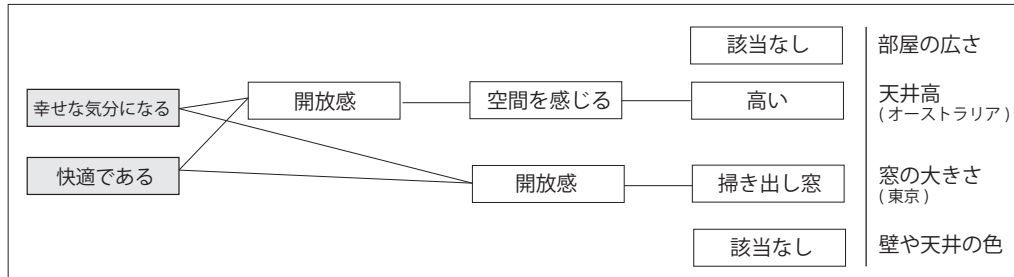 該当なし
部屋の広さ
幸せな気分になる
開放感
空間を感じる
高い
天井高
(オーストラリア)
快適である
開放感
掃き出し窓
窓の大きさ
(東京)
該当なし
壁や天井の色